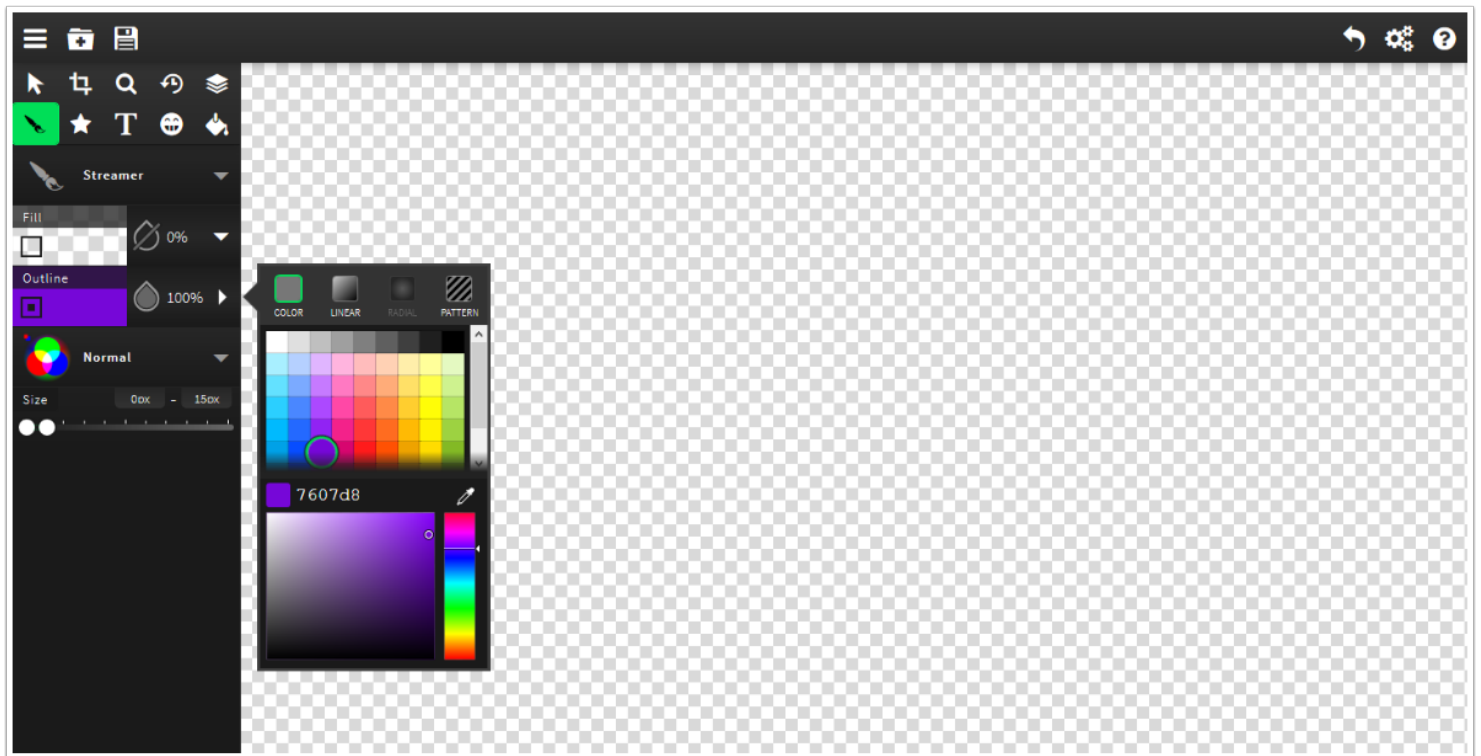 Streamer
Fill
0%
Outline
100%
COLOR LINEAR RADIAL PATTERN
Normal
Size 0px - 15px
7607d8